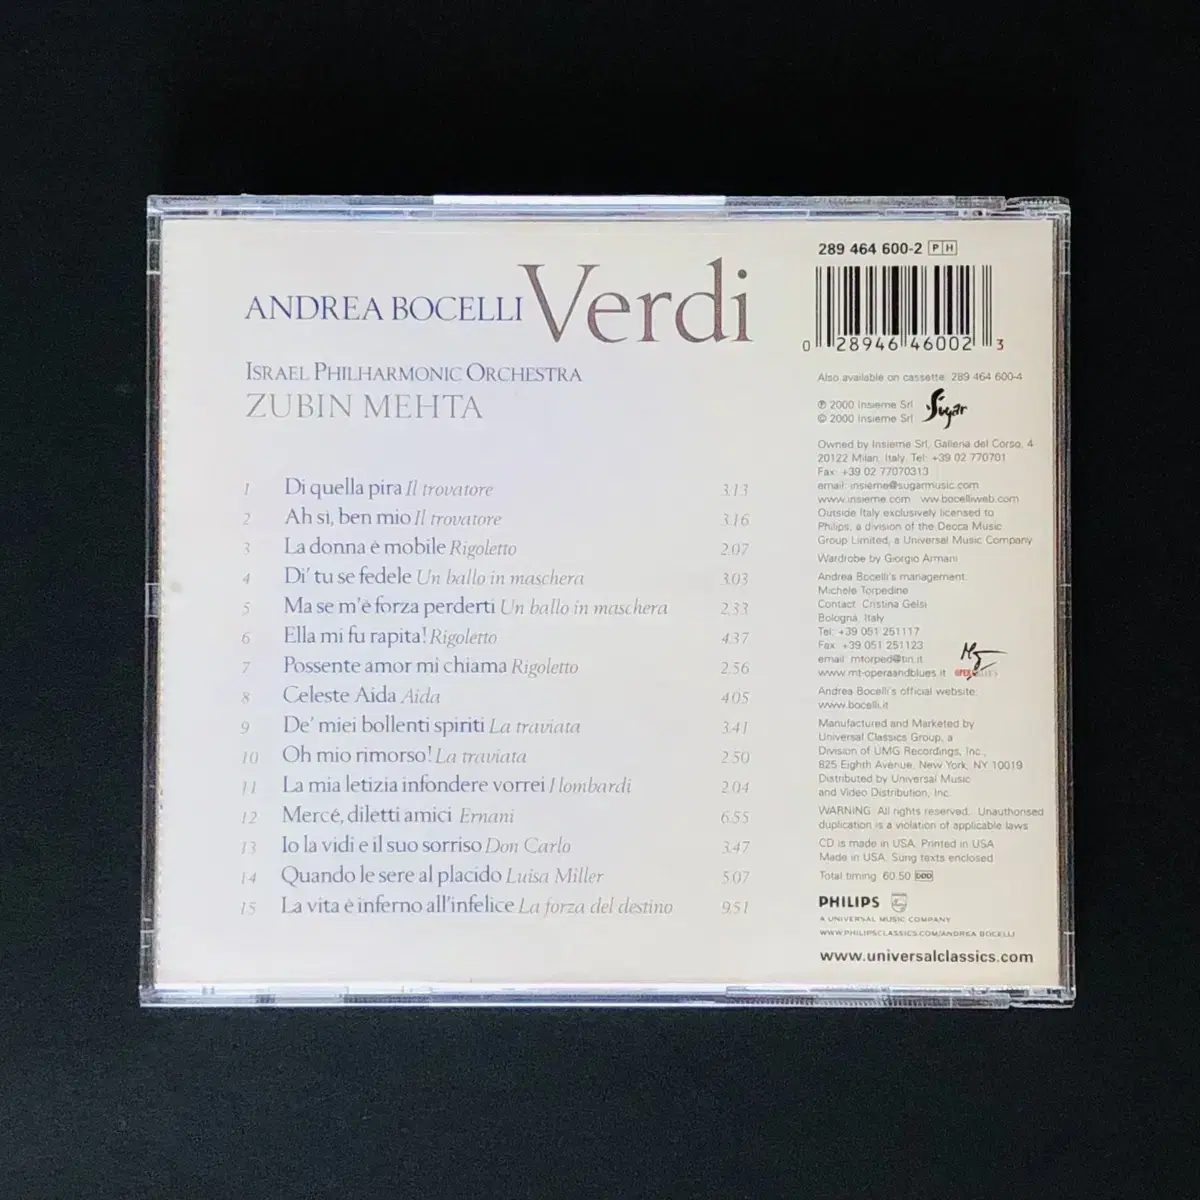 ANDREA BOCELLI Verdi
ISRAEL PHILHARMONIC ORCHESTRA
ZUBIN MEHTA
1 Di quella pira Il trovatore 3.13
2 Ah sì, ben mio Il trovatore 3.16
3 La donna è mobile Rigoletto 2.07
4 Di' tu se fedele Un ballo in maschera 3.03
5 Ma se m'è forza perderti Un ballo in maschera 2.33
6 Ella mi fu rapita! Rigoletto 4.37
7 Possente amor mi chiama Rigoletto 2.56
8 Celeste Aida Aida 4.05
9 De' miei bollenti spiriti La traviata 3.41
10 Oh mio rimorso! La traviata 2.50
11 La mia letizia infondere vorrei I lombardi 2.04
12 Mercé, diletti amici Ernani 6.55
13 Io la vidi e il suo sorriso Don Carlo 3.47
14 Quando le sere al placido Luisa Miller 5.07
15 La vita è inferno all'infelice La forza del destino 9.51
289 464 600-2 PH
0 28946 46002 3
Also available on cassette: 289 464 600-4
℗ 2000 Insieme Srl
© 2000 Insieme Srl
Sugar
Owned by Insieme Srl, Galleria del Corso, 4
20122 Milan, Italy. Tel: +39 02 770701
Fax: +39 02 77070313
email: insieme@sugarmusic.com
www.insieme.com ww.bocelliweb.com
Outside Italy exclusively licensed to
Philips, a division of the Decca Music
Group Limited, a Universal Music Company
Wardrobe by Giorgio Armani
Andrea Bocelli's management:
Michele Torpedine
Contact: Cristina Gelsi
Bologna, Italy
Tel: +39 051 251117
Fax: +39 051 251123
email: mtorped@tin.it
www.mt-operaandblues.it
Andrea Bocelli's official website:
www.bocelli.it
Manufactured and Marketed by
Universal Classics Group, a
Division of UMG Recordings, Inc.,
825 Eighth Avenue, New York, NY 10019
Distributed by Universal Music
and Video Distribution, Inc.
WARNING: All rights reserved. Unauthorised
duplication is a violation of applicable laws
CD is made in USA. Printed in USA
Made in USA. Sung texts enclosed
Total timing: 60.50 DDD
PHILIPS
A UNIVERSAL MUSIC COMPANY
WWW.PHILIPSCLASSICS.COM/ANDREA BOCELLI
www.universalclassics.com